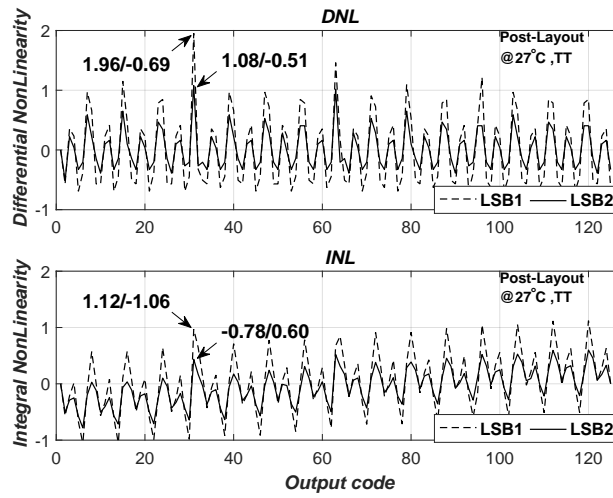 DNL
Differential NonLinearity
2
1
0
-1
1.96/-0.69
1.08/-0.51
Post-Layout
@27°C ,TT
LSB1 LSB2
0 20 40 60 80 100 120
INL
Integral NonLinearity
2
1
0
-1
1.12/-1.06
-0.78/0.60
Post-Layout
@27°C ,TT
LSB1 LSB2
0 20 40 60 80 100 120
Output code